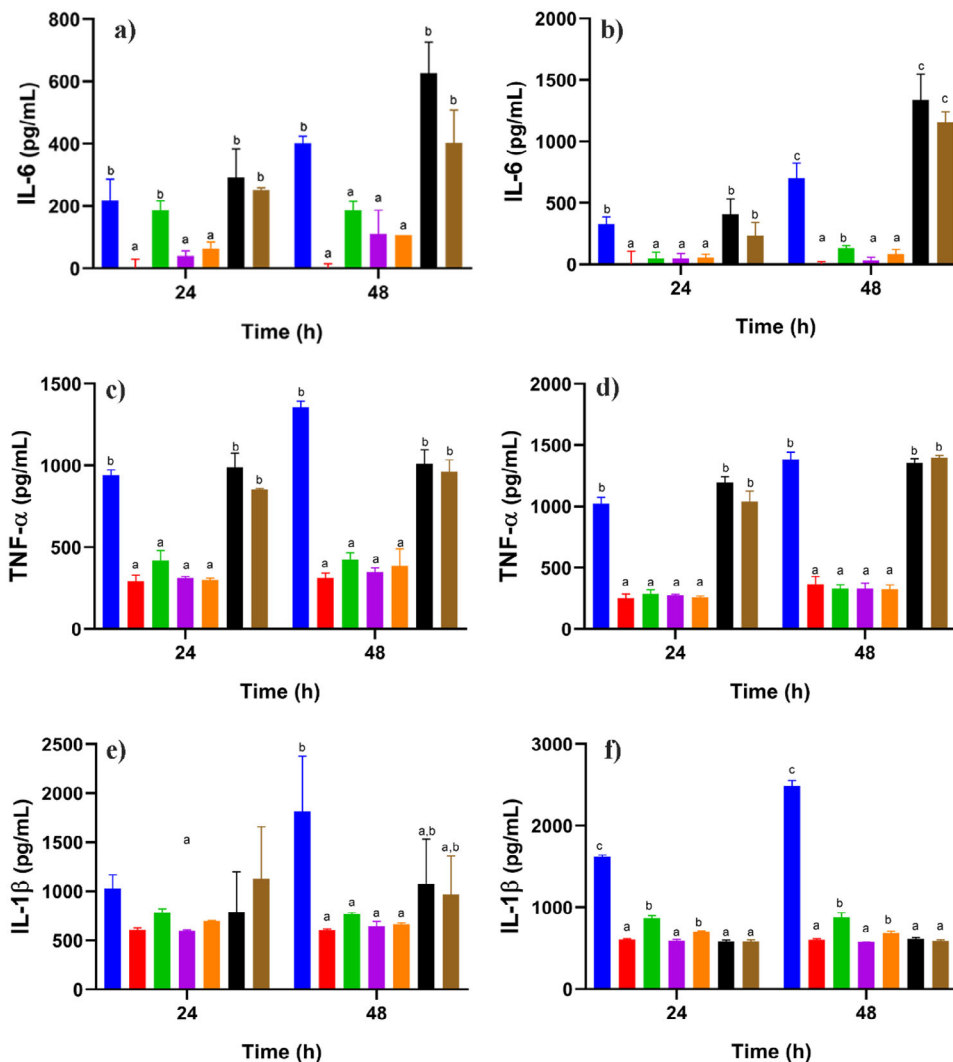 a)
IL-6 (pg/mL)
800
600
400
200
0
b a b a a b b b a a a a b b
24 48
Time (h)
b)
IL-6 (pg/mL)
2000
1500
1000
500
0
b a a a a b b c a b a a c c
24 48
Time (h)
c)
TNF-α (pg/mL)
1500
1000
500
0
b a a a a b b b a a a a b b
24 48
Time (h)
d)
TNF-α (pg/mL)
2000
1500
1000
500
0
b a a a a b b b a a a a b b
24 48
Time (h)
e)
IL-1β (pg/mL)
2500
2000
1500
1000
500
0
a b a a a a a,b a,b
24 48
Time (h)
f)
IL-1β (pg/mL)
3000
2000
1000
0
c a b a b a a c a b a b a a
24 48
Time (h)